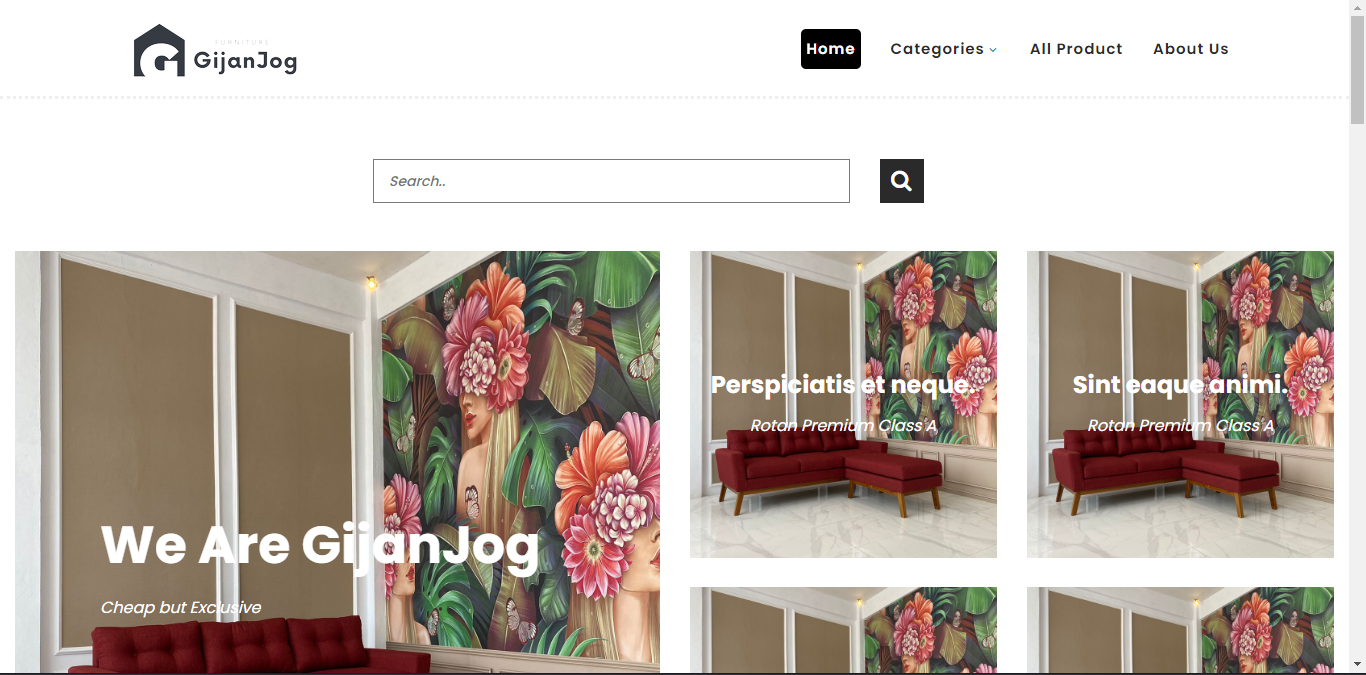 FURNITURE
GijanJog
Home
Categories
All Product
About Us
Search..
We Are GijanJog
Cheap but Exclusive
Perspiciatis et neque.
Rotan Premium Class A
Sint eaque animi.
Rotan Premium Class A